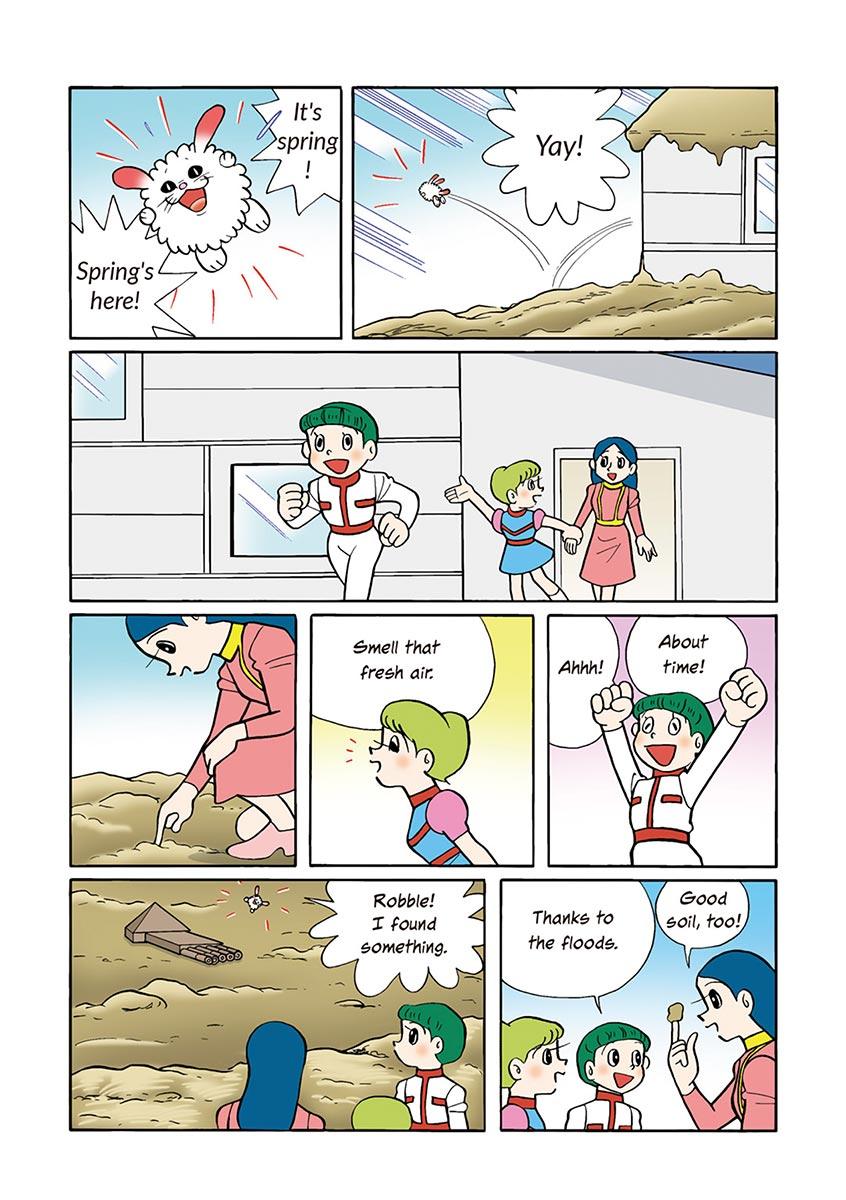 Yay!
It's
spring
!
Spring's
here!
About
time!
Ahhh!
Smell that
fresh air.
Good
soil, too!
Thanks to
the floods.
Robble!
I found
something.